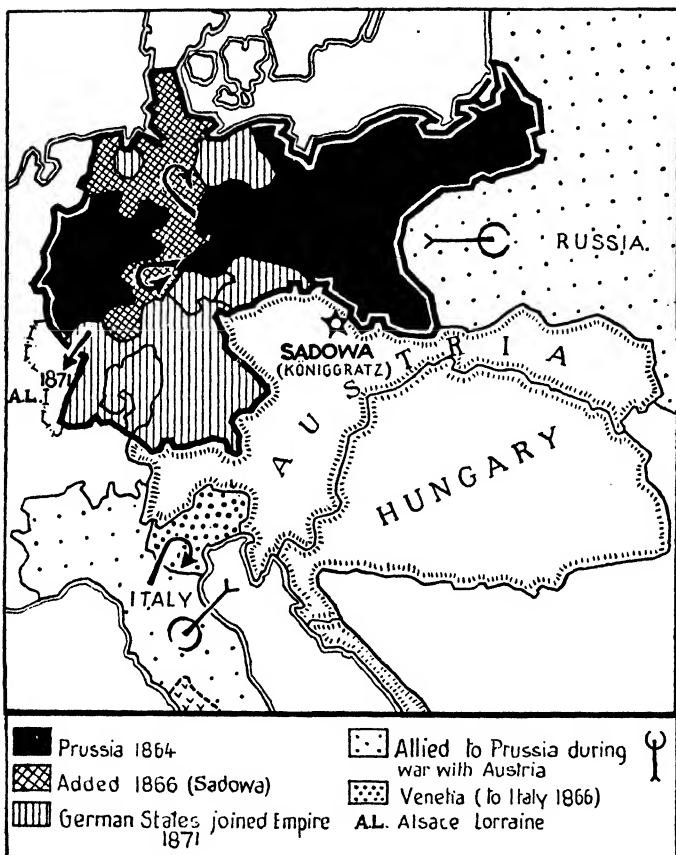 RUSSIA
SADOWA
(KÖNIGGRATZ)
AUSTRIA
1871
A.L.
HUNGARY
ITALY
Prussia 1864
Added 1866 (Sadowa)
German States joined Empire
1871
Allied to Prussia during
war with Austria
Venetia (to Italy 1866)
A.L. Alsace Lorraine